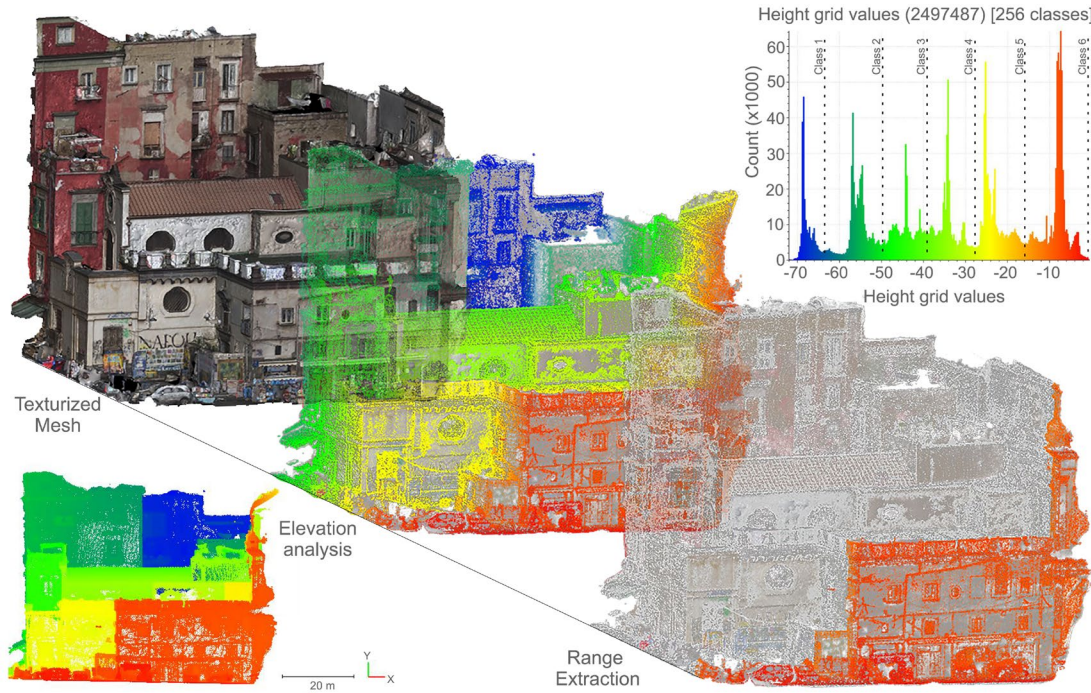 Height grid values (2497487) [256 classes]
Count (x1000)
60
50
40
30
20
10
0
Class 1
Class 2
Class 3
Class 4
Class 5
Class 6
-70
-60
-50
-40
-30
-20
-10
Height grid values
NAPOLI
Texturized
Mesh
Elevation
analysis
Range
Extraction
20 m
Y
X